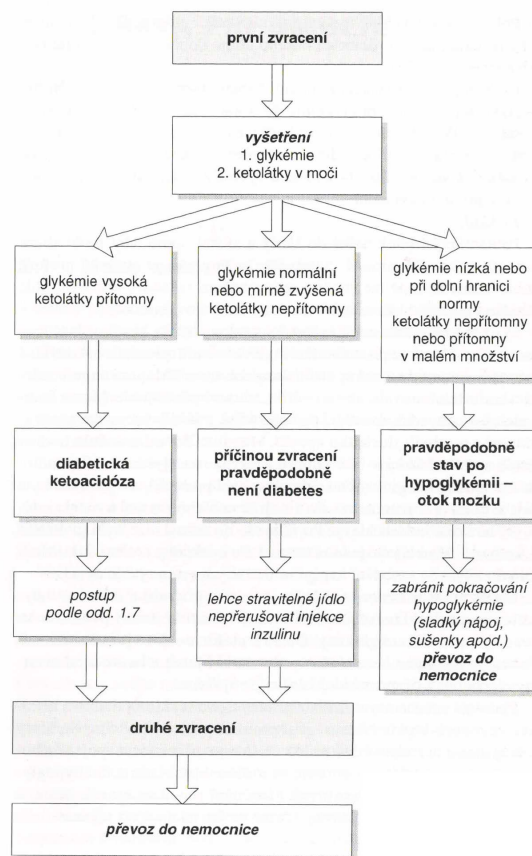 první zvracení
vyšetření
1. glykémie
2. ketolátky v moči
glykémie vysoká
ketolátky přítomny
glykémie normální
nebo mírně zvýšená
ketolátky nepřítomny
glykémie nízká nebo
při dolní hranici
normy
ketolátky nepřítomny
nebo přítomny
v malém množství
diabetická
ketoacidóza
příčinou zvracení
pravděpodobně
není diabetes
pravděpodobně
stav po
hypoglykémii –
otok mozku
postup
podle odd. 1.7
lehce stravitelné jídlo
nepřerušovat injekce
inzulinu
zabránit pokračování
hypoglykémie
(sladký nápoj,
sušenky apod.)
převoz do
nemocnice
druhé zvracení
převoz do nemocnice